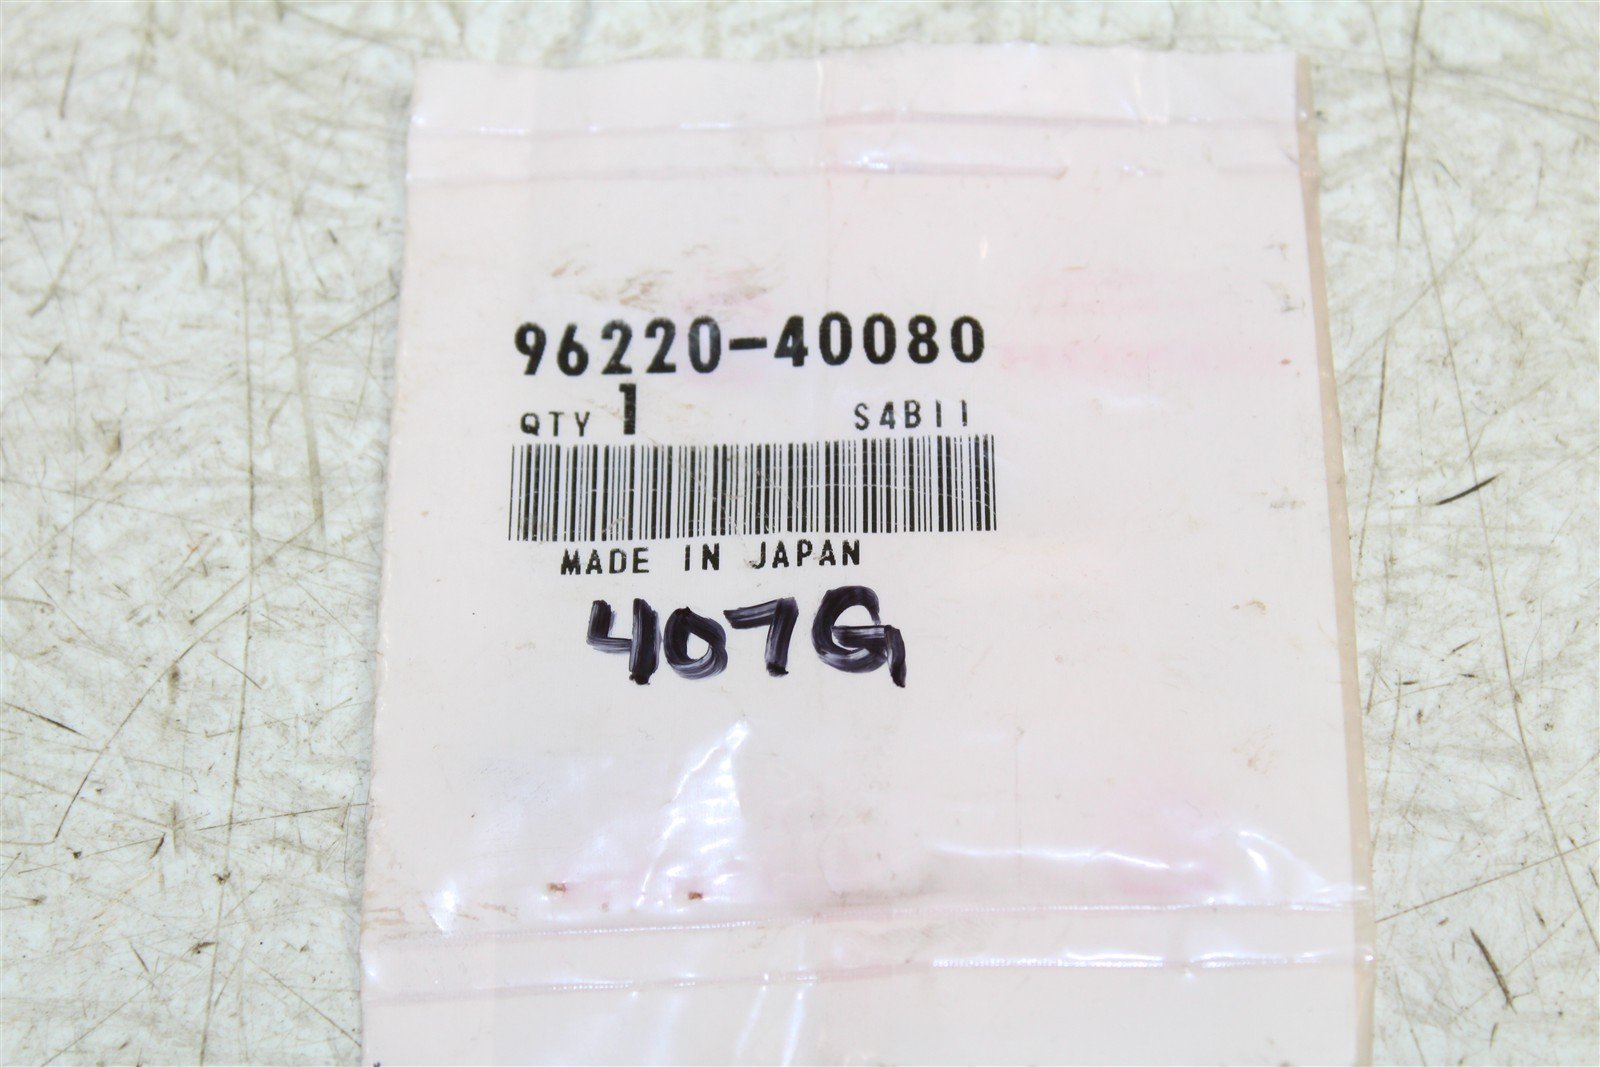 96220-40080
QTY 1 S4B11
MADE IN JAPAN
407G